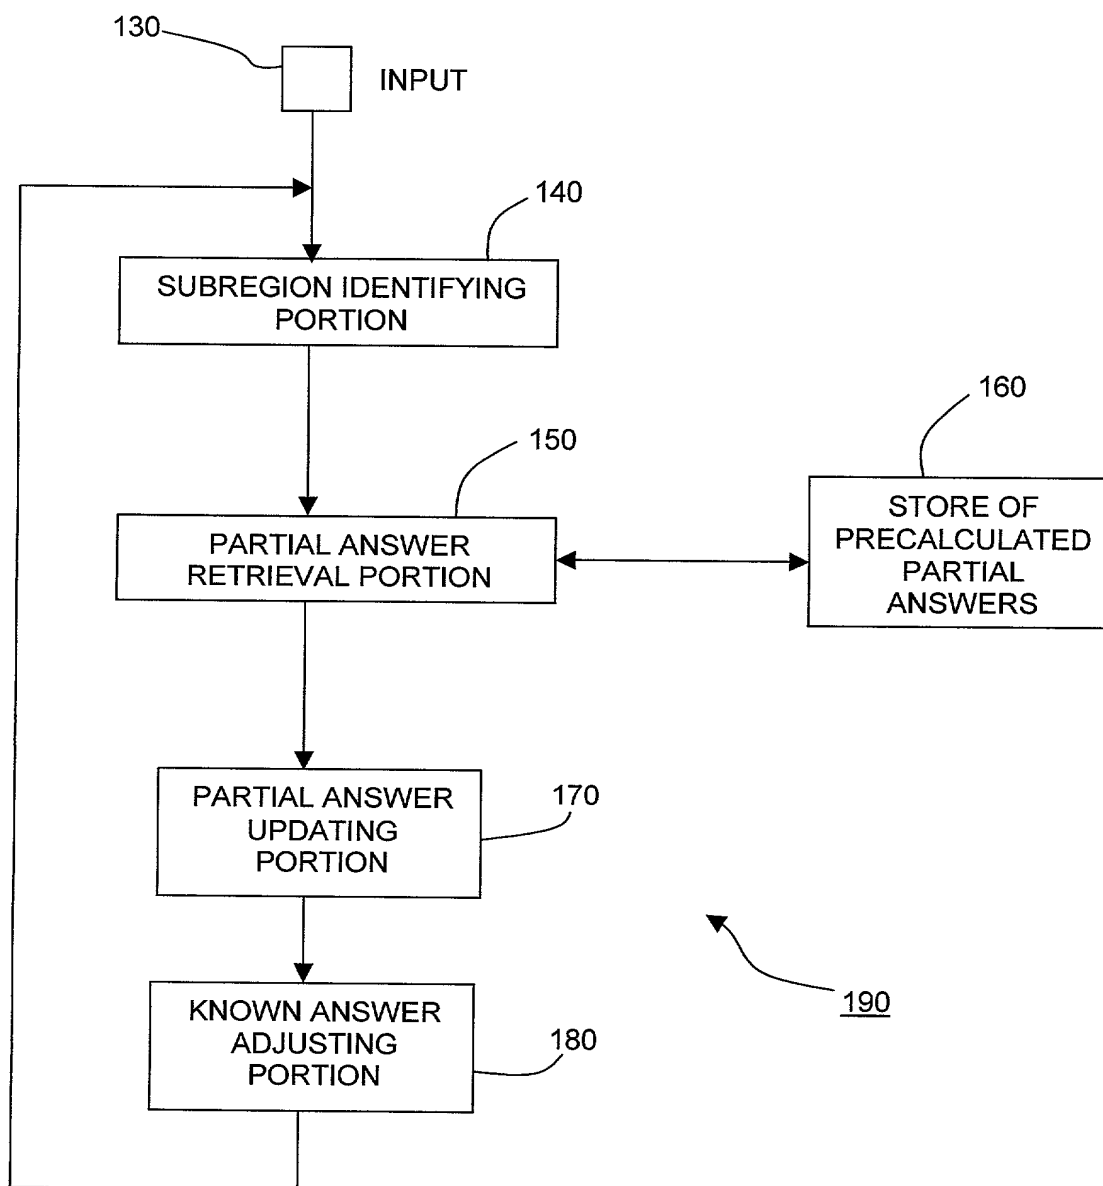 130
INPUT
140
SUBREGION IDENTIFYING
PORTION
160
150
STORE OF
PRECALCULATED
PARTIAL
ANSWERS
PARTIAL ANSWER
RETRIEVAL PORTION
170
PARTIAL ANSWER
UPDATING
PORTION
190
KNOWN ANSWER
ADJUSTING
PORTION
180